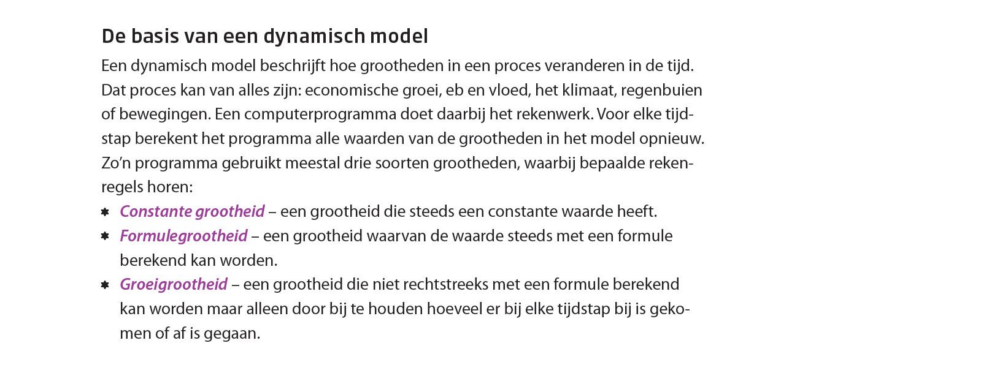 De basis van een dynamisch model
Een dynamisch model beschrijft hoe grootheden in een proces veranderen in de tijd.
Dat proces kan van alles zijn: economische groei, eb en vloed, het klimaat, regenbuien
of bewegingen. Een computerprogramma doet daarbij het rekenwerk. Voor elke tijd-
stap berekent het programma alle waarden van de grootheden in het model opnieuw.
Zo’n programma gebruikt meestal drie soorten grootheden, waarbij bepaalde reken-
regels horen:
* Constante grootheid – een grootheid die steeds een constante waarde heeft.
* Formulegrootheid – een grootheid waarvan de waarde steeds met een formule
berekend kan worden.
* Groeigrootheid – een grootheid die niet rechtstreeks met een formule berekend
kan worden maar alleen door bij te houden hoeveel er bij elke tijdstap bij is geko-
men of af is gegaan.